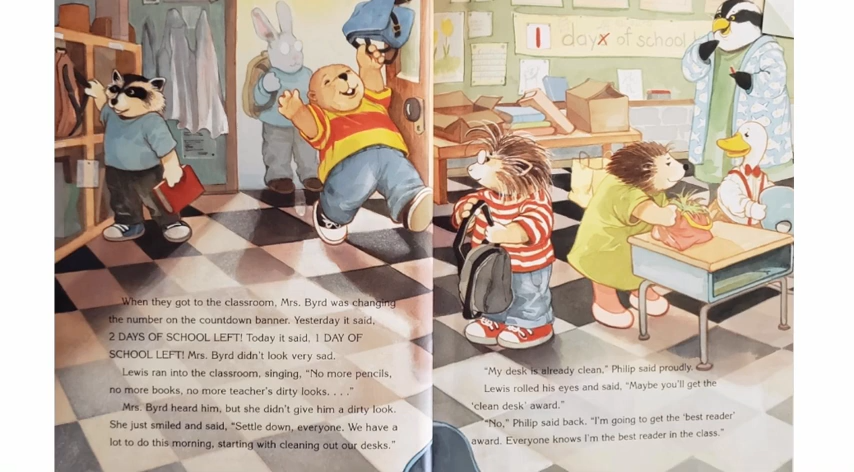 1 dayx of school
When they got to the classroom, Mrs. Byrd was changing
the number on the countdown banner. Yesterday it said,
2 DAYS OF SCHOOL LEFT! Today it said, 1 DAY OF
SCHOOL LEFT! Mrs. Byrd didn't look very sad.
Lewis ran into the classroom, singing, "No more pencils,
no more books, no more teacher's dirty looks. . . ."
Mrs. Byrd heard him, but she didn't give him a dirty look.
She just smiled and said, "Settle down, everyone. We have a
lot to do this morning, starting with cleaning out our desks."
"My desk is already clean," Philip said proudly.
Lewis rolled his eyes and said, "Maybe you'll get the
'clean desk' award."
"No," Philip said back. "I'm going to get the 'best reader'
award. Everyone knows I'm the best reader in the class."